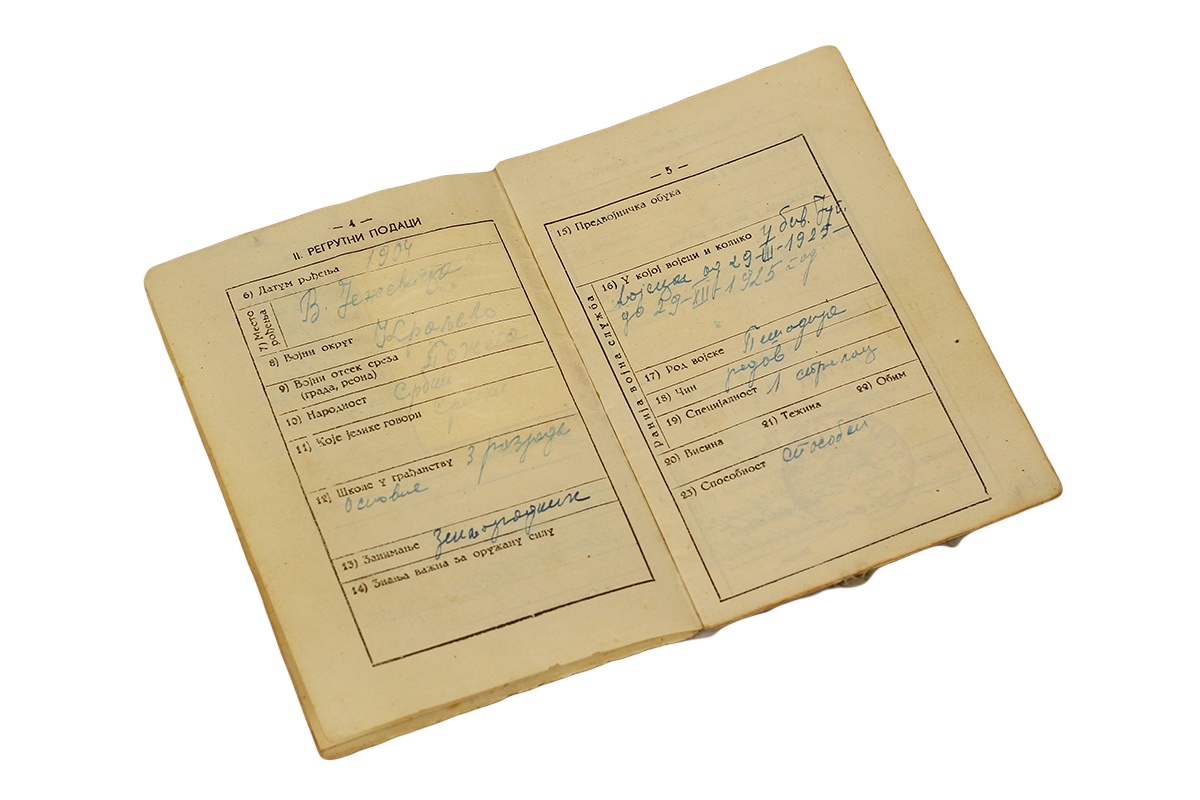 — 4 —
II. РЕГРУТНИ ПОДАЦИ
6) Датум рођења 1904
7) Место рођења В. Јежевица
8) Војни округ Краљево
9) Војни отсек среза Пожега
(града, реона)
10) Народност Србин
11) Које језике говори Српски
12) Школе у грађанству 3 разреда
основне
13) Занимање земљорадник
14) Знања важна за оружану силу
— 5 —
15) Предвојничка обука
Ранија војна служба
16) У којој војсци и колико У бив. Југ.
војсци од 29-III-192
до 29-III-1925 год.
17) Род војске Пешадија
18) Чин редов
19) Специјалност 1 стрелац
20) Висина 21) Тежина 22) Обим
23) Способност способан